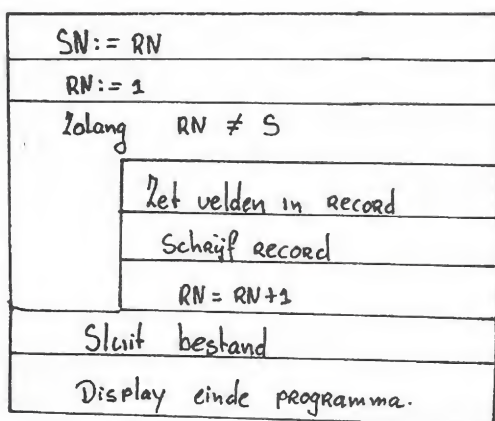 SN:= RN
RN:= 1
Zolang RN ≠ S
Zet velden in Record
Schrijf Record
RN = RN+1
Sluit bestand
Display einde programma.